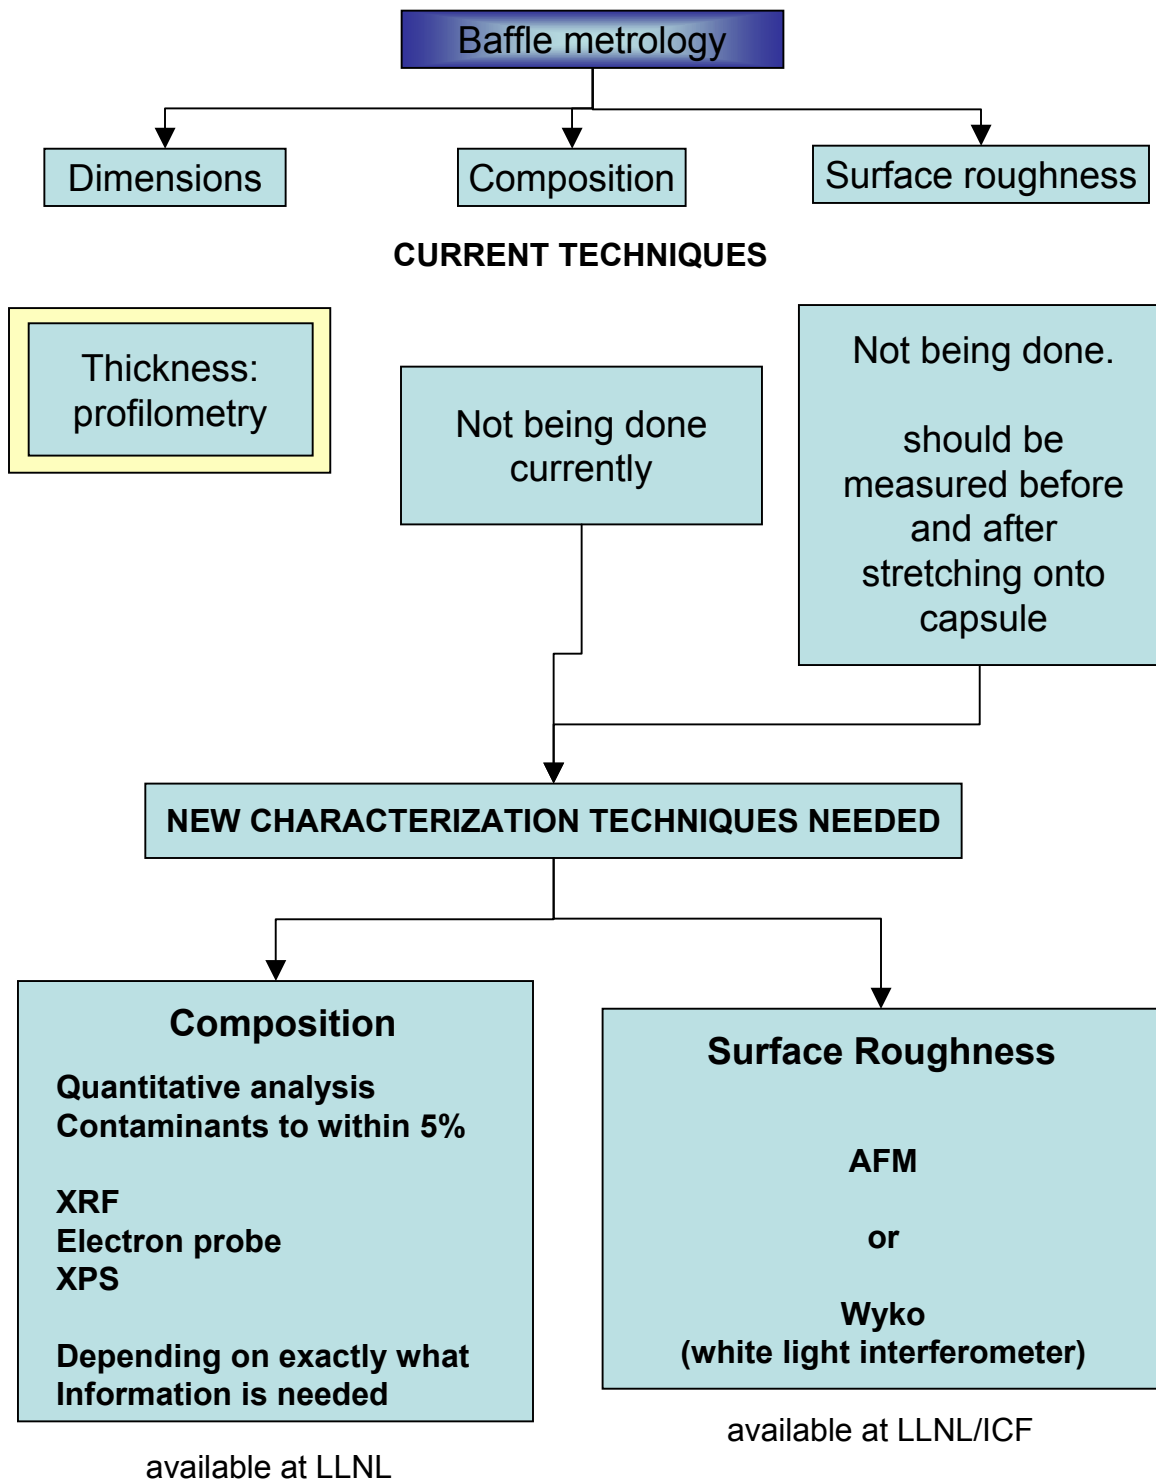 Baffle metrology
Dimensions
Composition
Surface roughness
CURRENT TECHNIQUES
Thickness:
profilometry
Not being done
currently
Not being done.
should be
measured before
and after
stretching onto
capsule
NEW CHARACTERIZATION TECHNIQUES NEEDED
Composition
Quantitative analysis
Contaminants to within 5%
XRF
Electron probe
XPS
Depending on exactly what
Information is needed
available at LLNL
Surface Roughness
AFM
or
Wyko
(white light interferometer)
available at LLNL/ICF